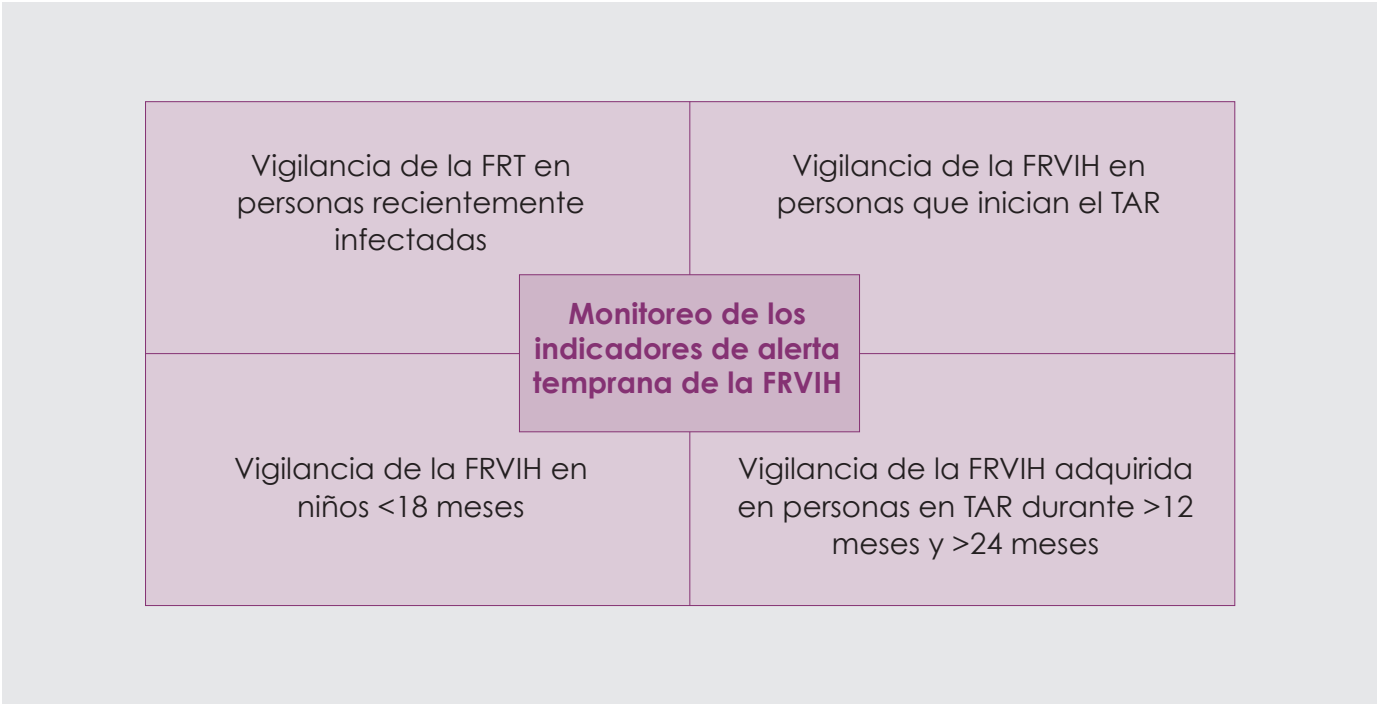 Vigilancia de la FRT en
personas recientemente
infectadas
Vigilancia de la FRVIH en
personas que inician el TAR
Monitoreo de los
indicadores de alerta
temprana de la FRVIH
Vigilancia de la FRVIH en
niños <18 meses
Vigilancia de la FRVIH adquirida
en personas en TAR durante >12
meses y >24 meses